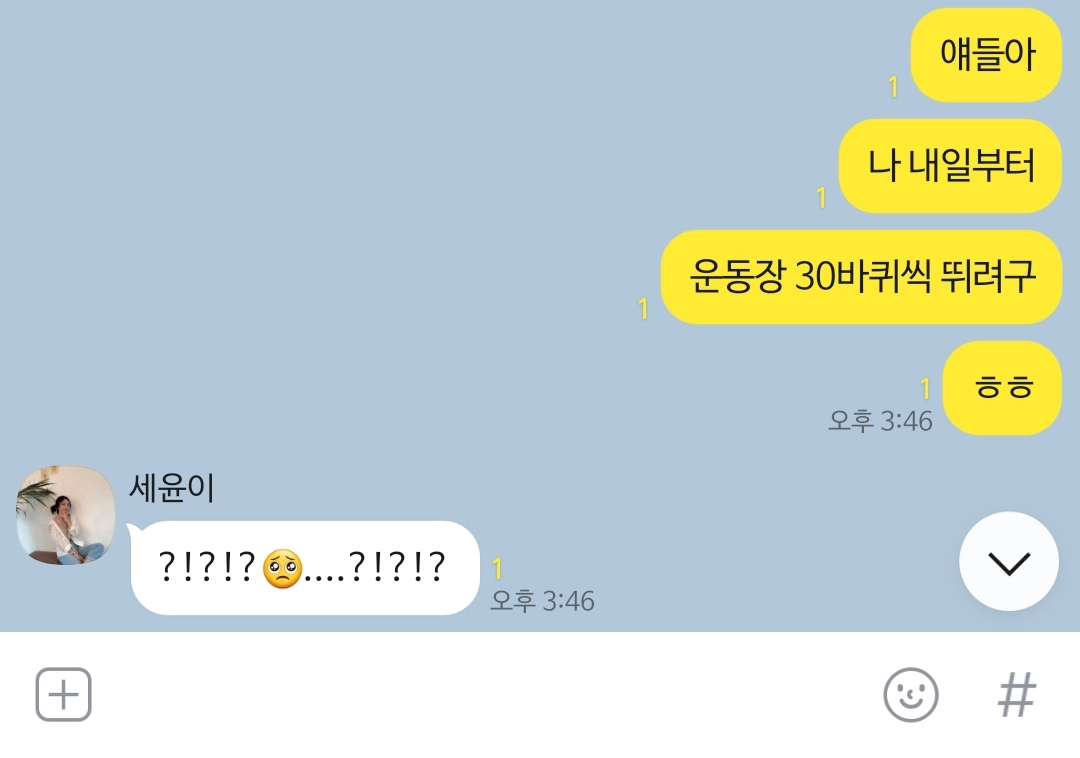 얘들아
1
나 내일부터
1
운동장 30바퀴씩 뛰려구
1
ㅎㅎ
1
오후 3:46
세윤이
?!?!?🥺....?!?!?
1
오후 3:46
#